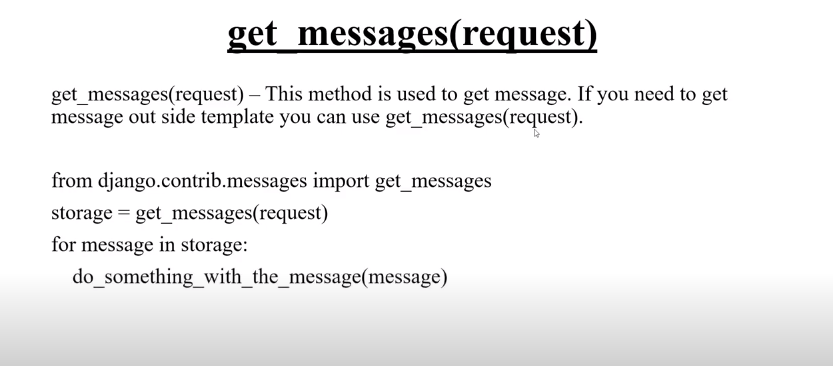 get_messages(request)
get_messages(request) – This method is used to get message. If you need to get
message out side template you can use get_messages(request).
from django.contrib.messages import get_messages
storage = get_messages(request)
for message in storage:
do_something_with_the_message(message)